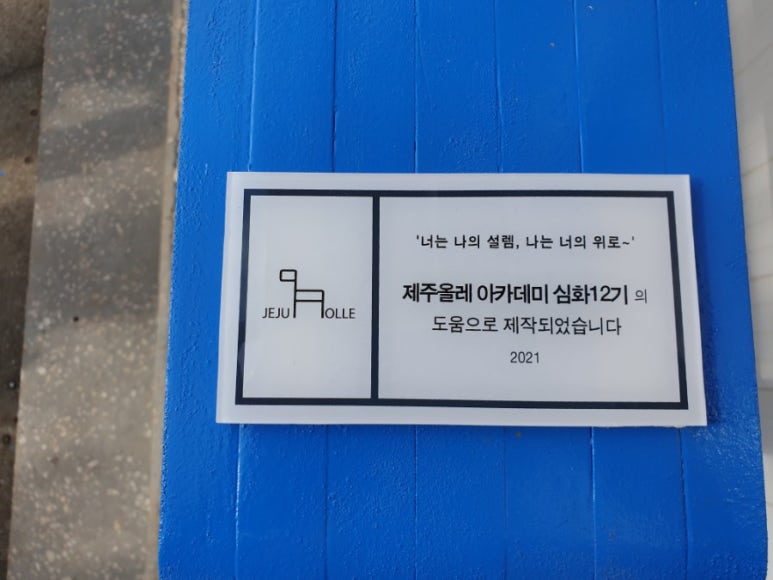 JEJU OLLE
'너는 나의 설렘, 나는 너의 위로~'
제주올레 아카데미 심화12기 의
도움으로 제작되었습니다
2021